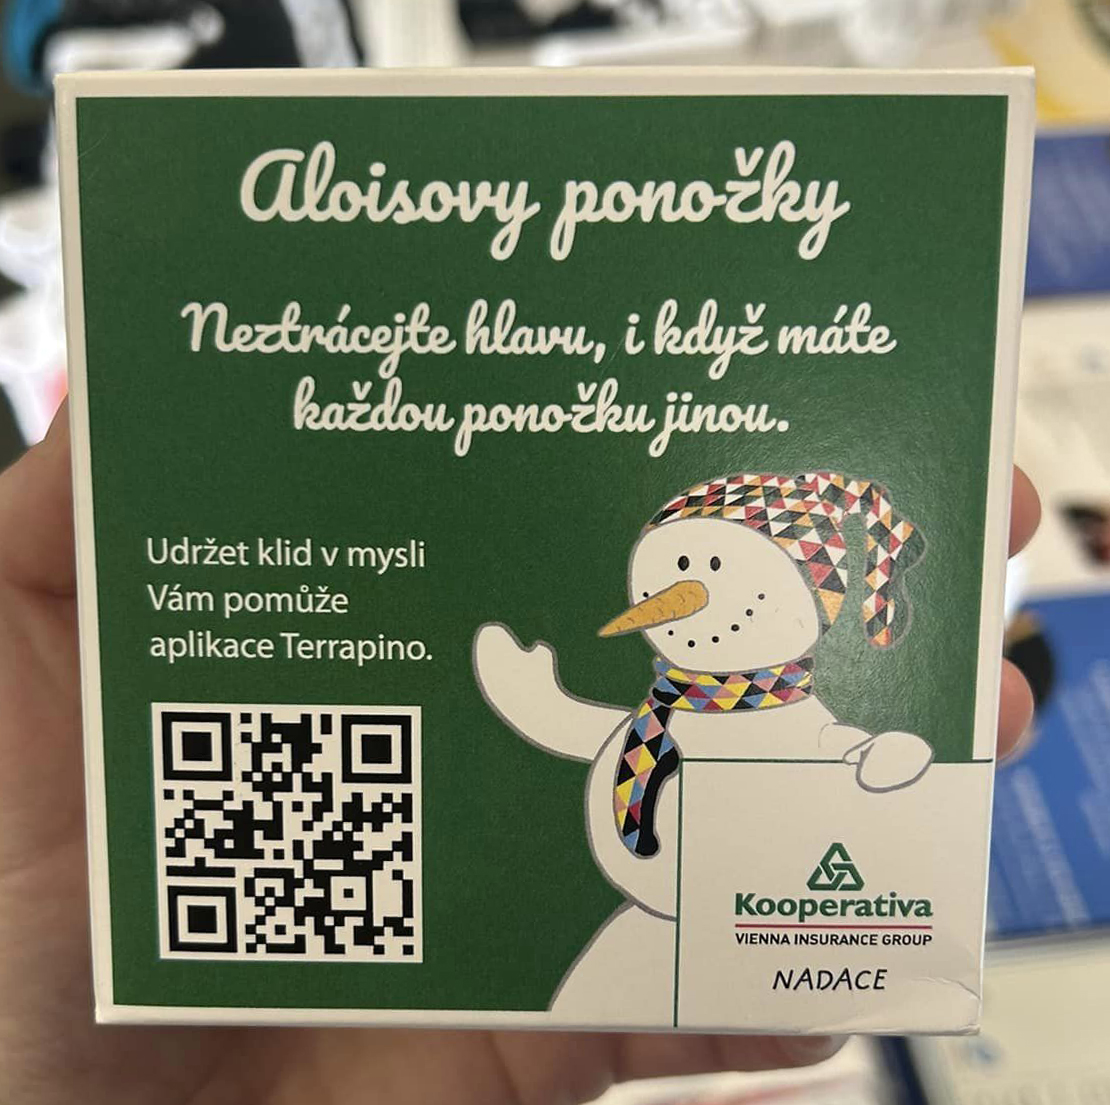 Aloisovy ponožky
Neztrácejte hlavu, i když máte
každou ponožku jinou.
Udržet klid v mysli
Vám pomůže
aplikace Terrapino.
Kooperativa
VIENNA INSURANCE GROUP
NADACE